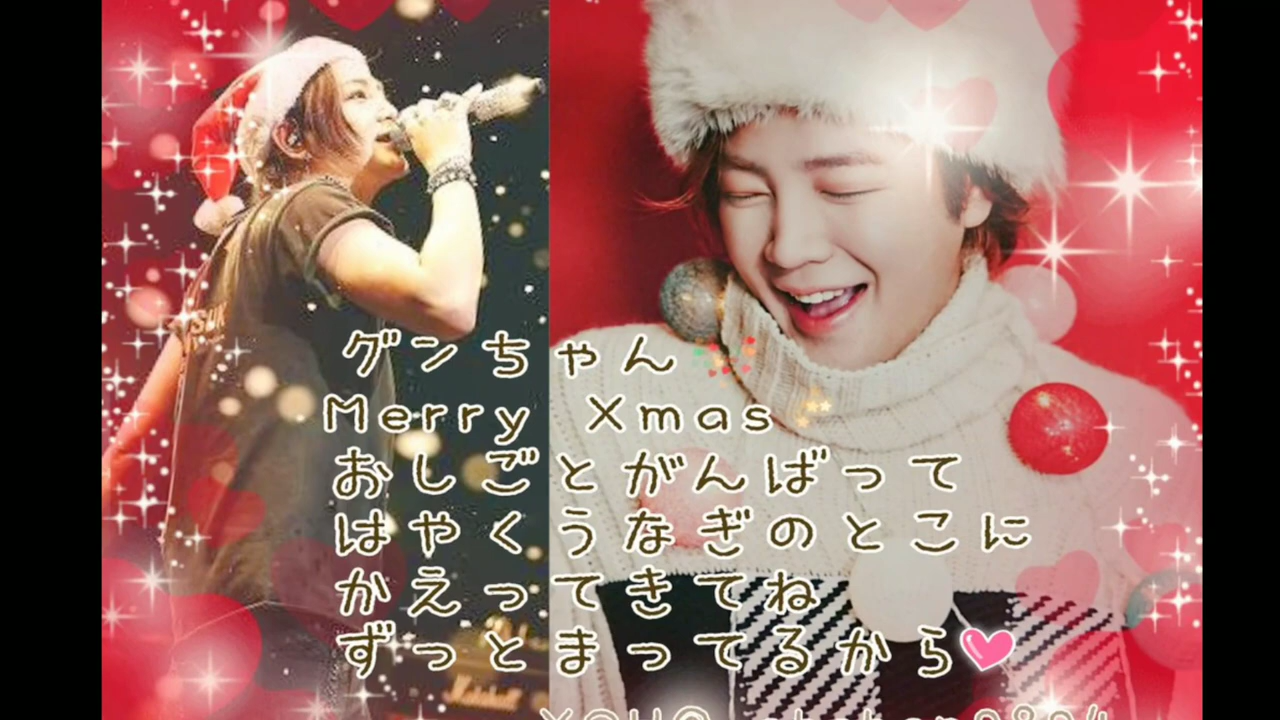 グンちゃん
Merry Xmas
おしごとがんばって
はやくうなぎのとこに
かえってきてね
ずっとまってるから